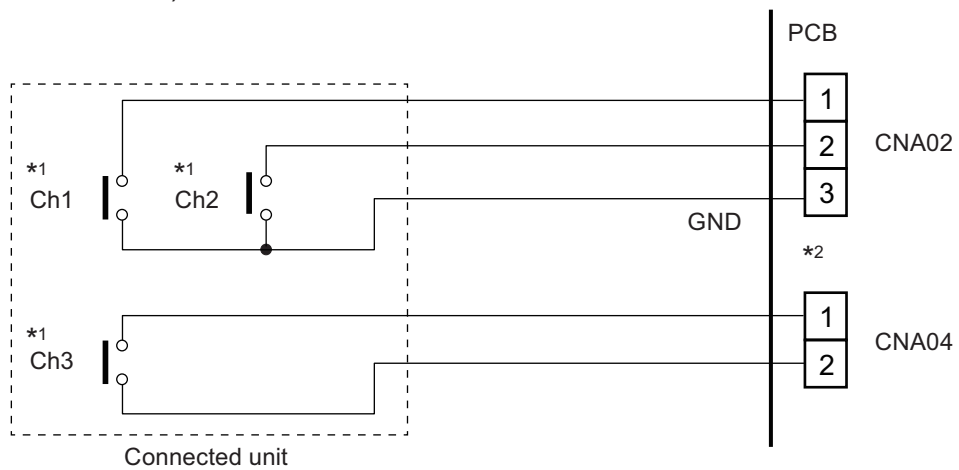 PCB
1
*1
Ch1
*1
Ch2
2
CNA02
3
GND
*2
*1
Ch3
1
CNA04
2
Connected unit